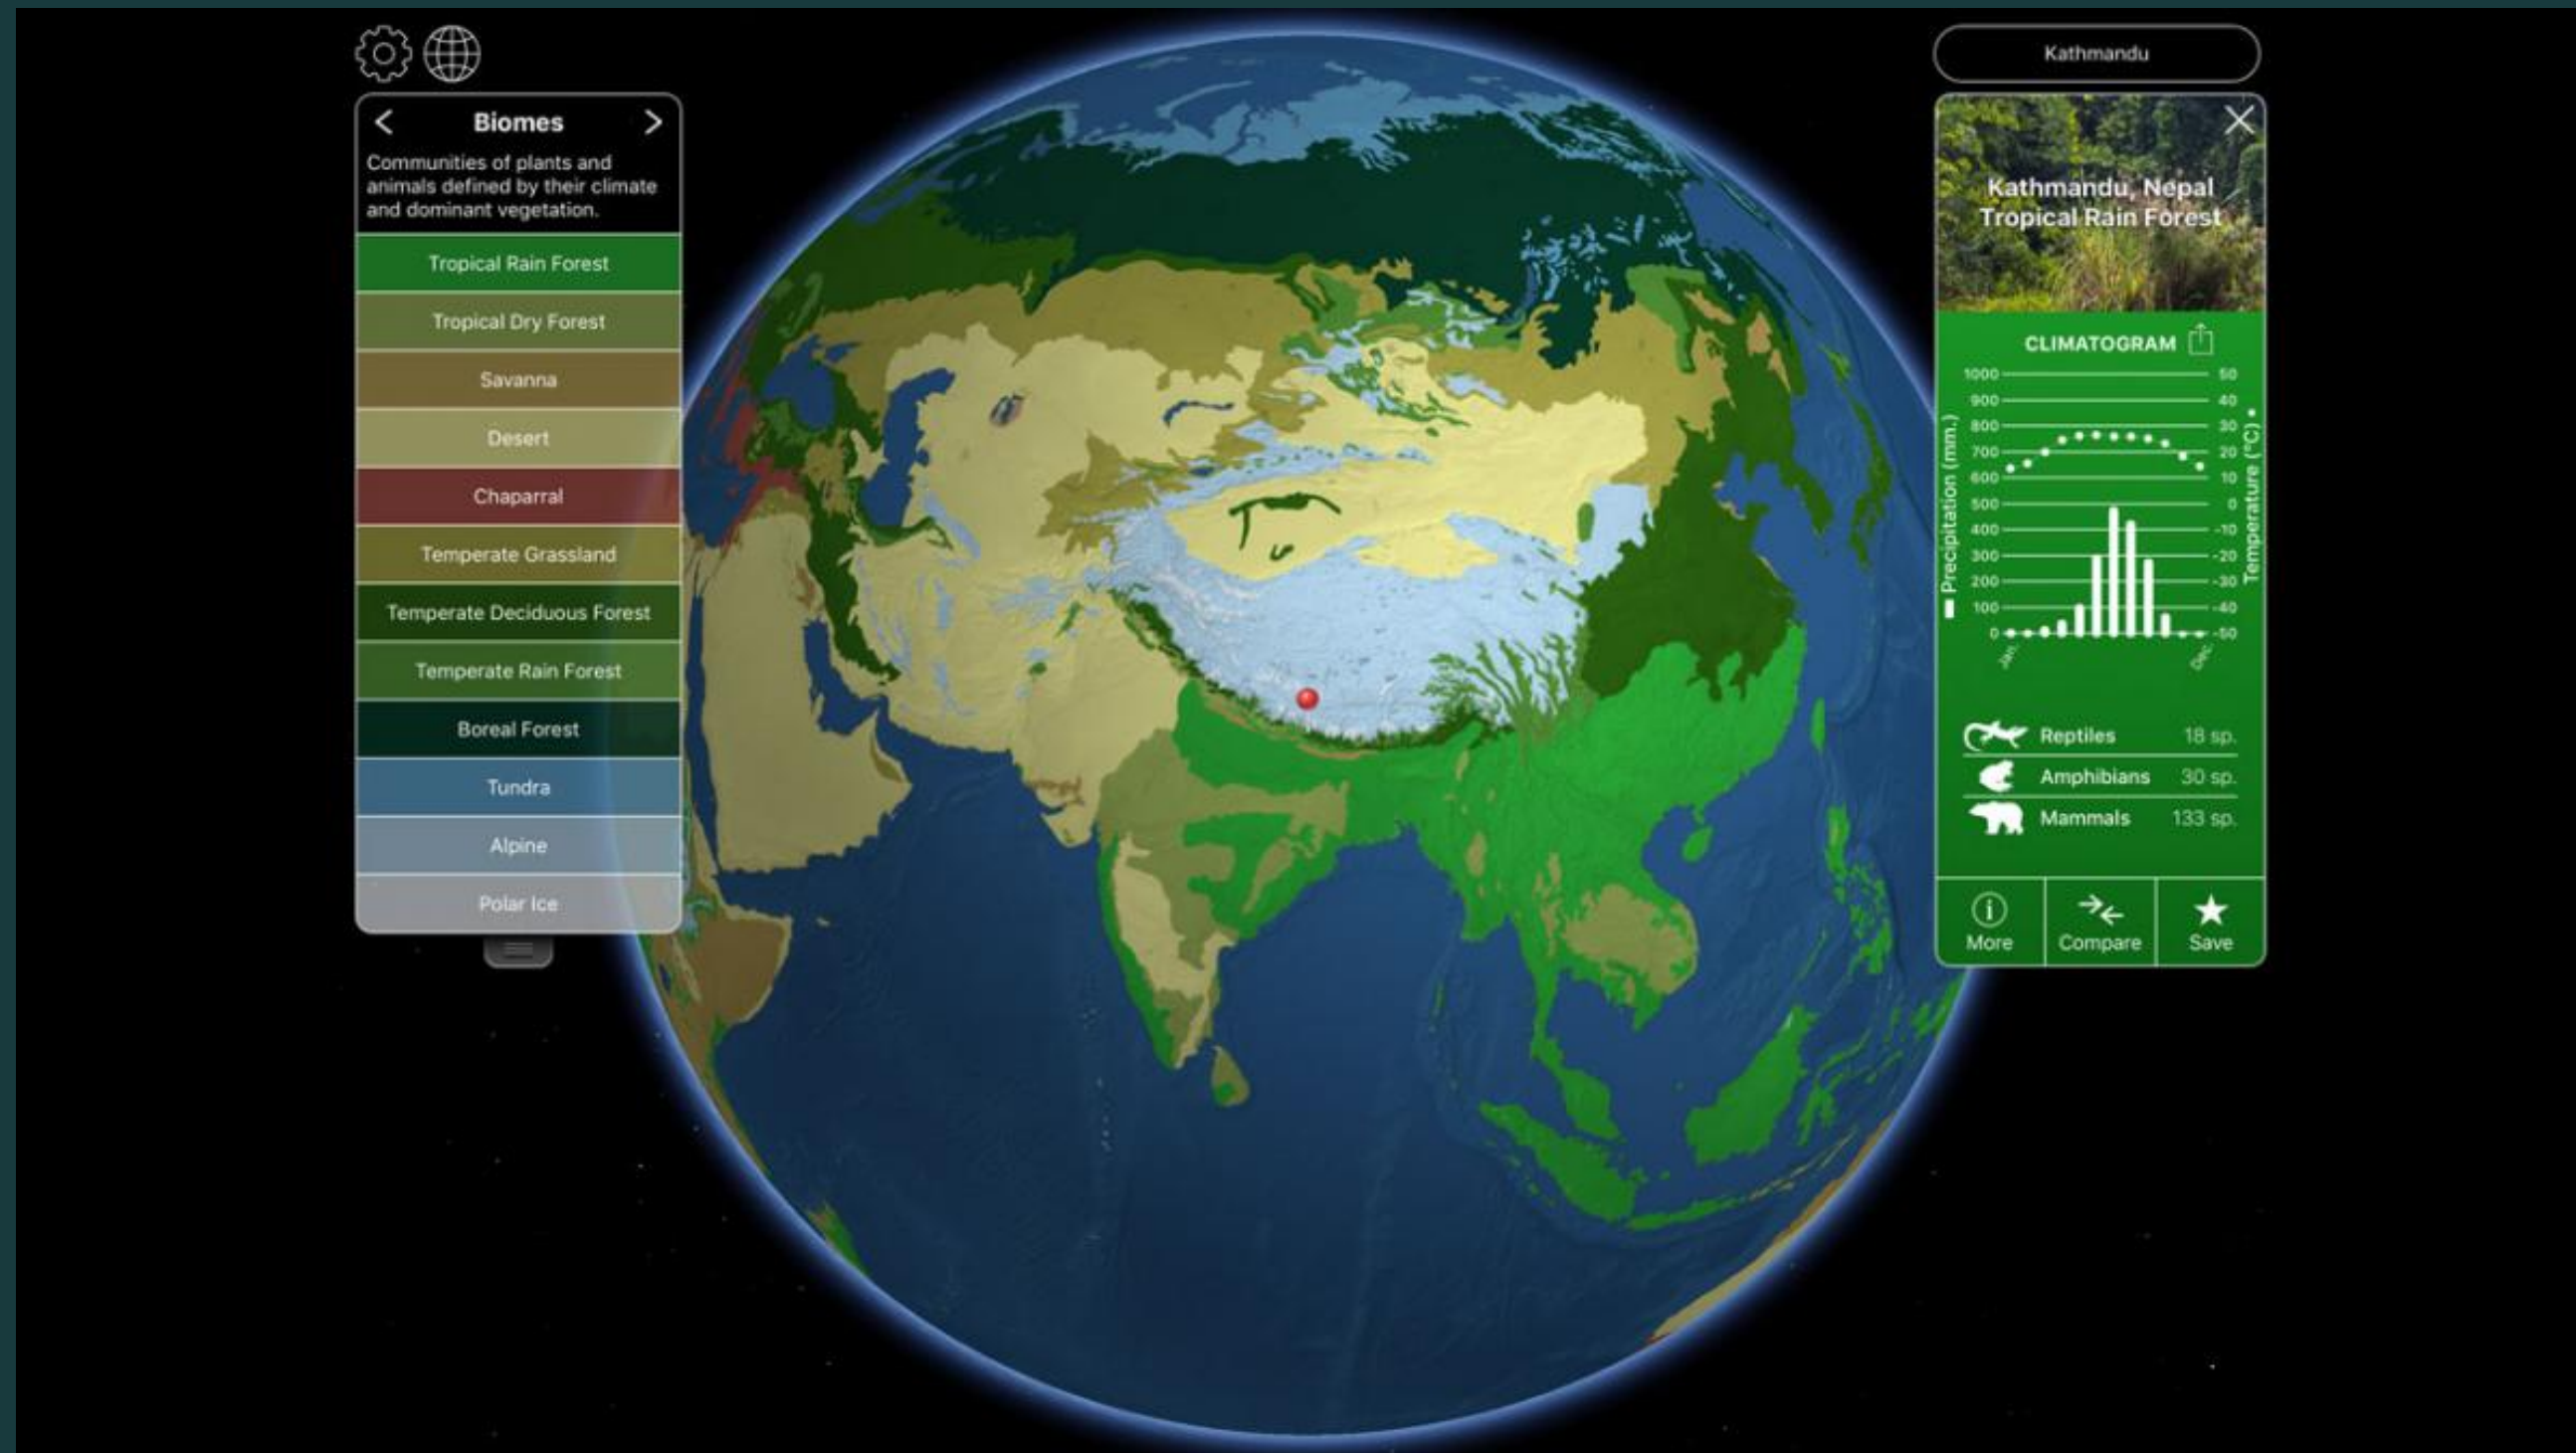 Kathmandu
Biomes
Communities of plants and
animals defined by their climate
and dominant vegetation.
Tropical Rain Forest
Tropical Dry Forest
Savanna
Desert
Chaparral
Temperate Grassland
Temperate Deciduous Forest
Temperate Rain Forest
Boreal Forest
Tundra
Alpine
Polar Ice
Kathmandu, Nepal
Tropical Rain Forest
CLIMATOGRAM
Precipitation (mm.)
1000
900
800
700
600
500
400
300
200
100
0
50
40
30
20
10
0
-10
-20
-30
-40
-50
Temperature (°C)
Jan.
Dec.
Reptiles 18 sp.
Amphibians 30 sp.
Mammals 133 sp.
More
Compare
Save